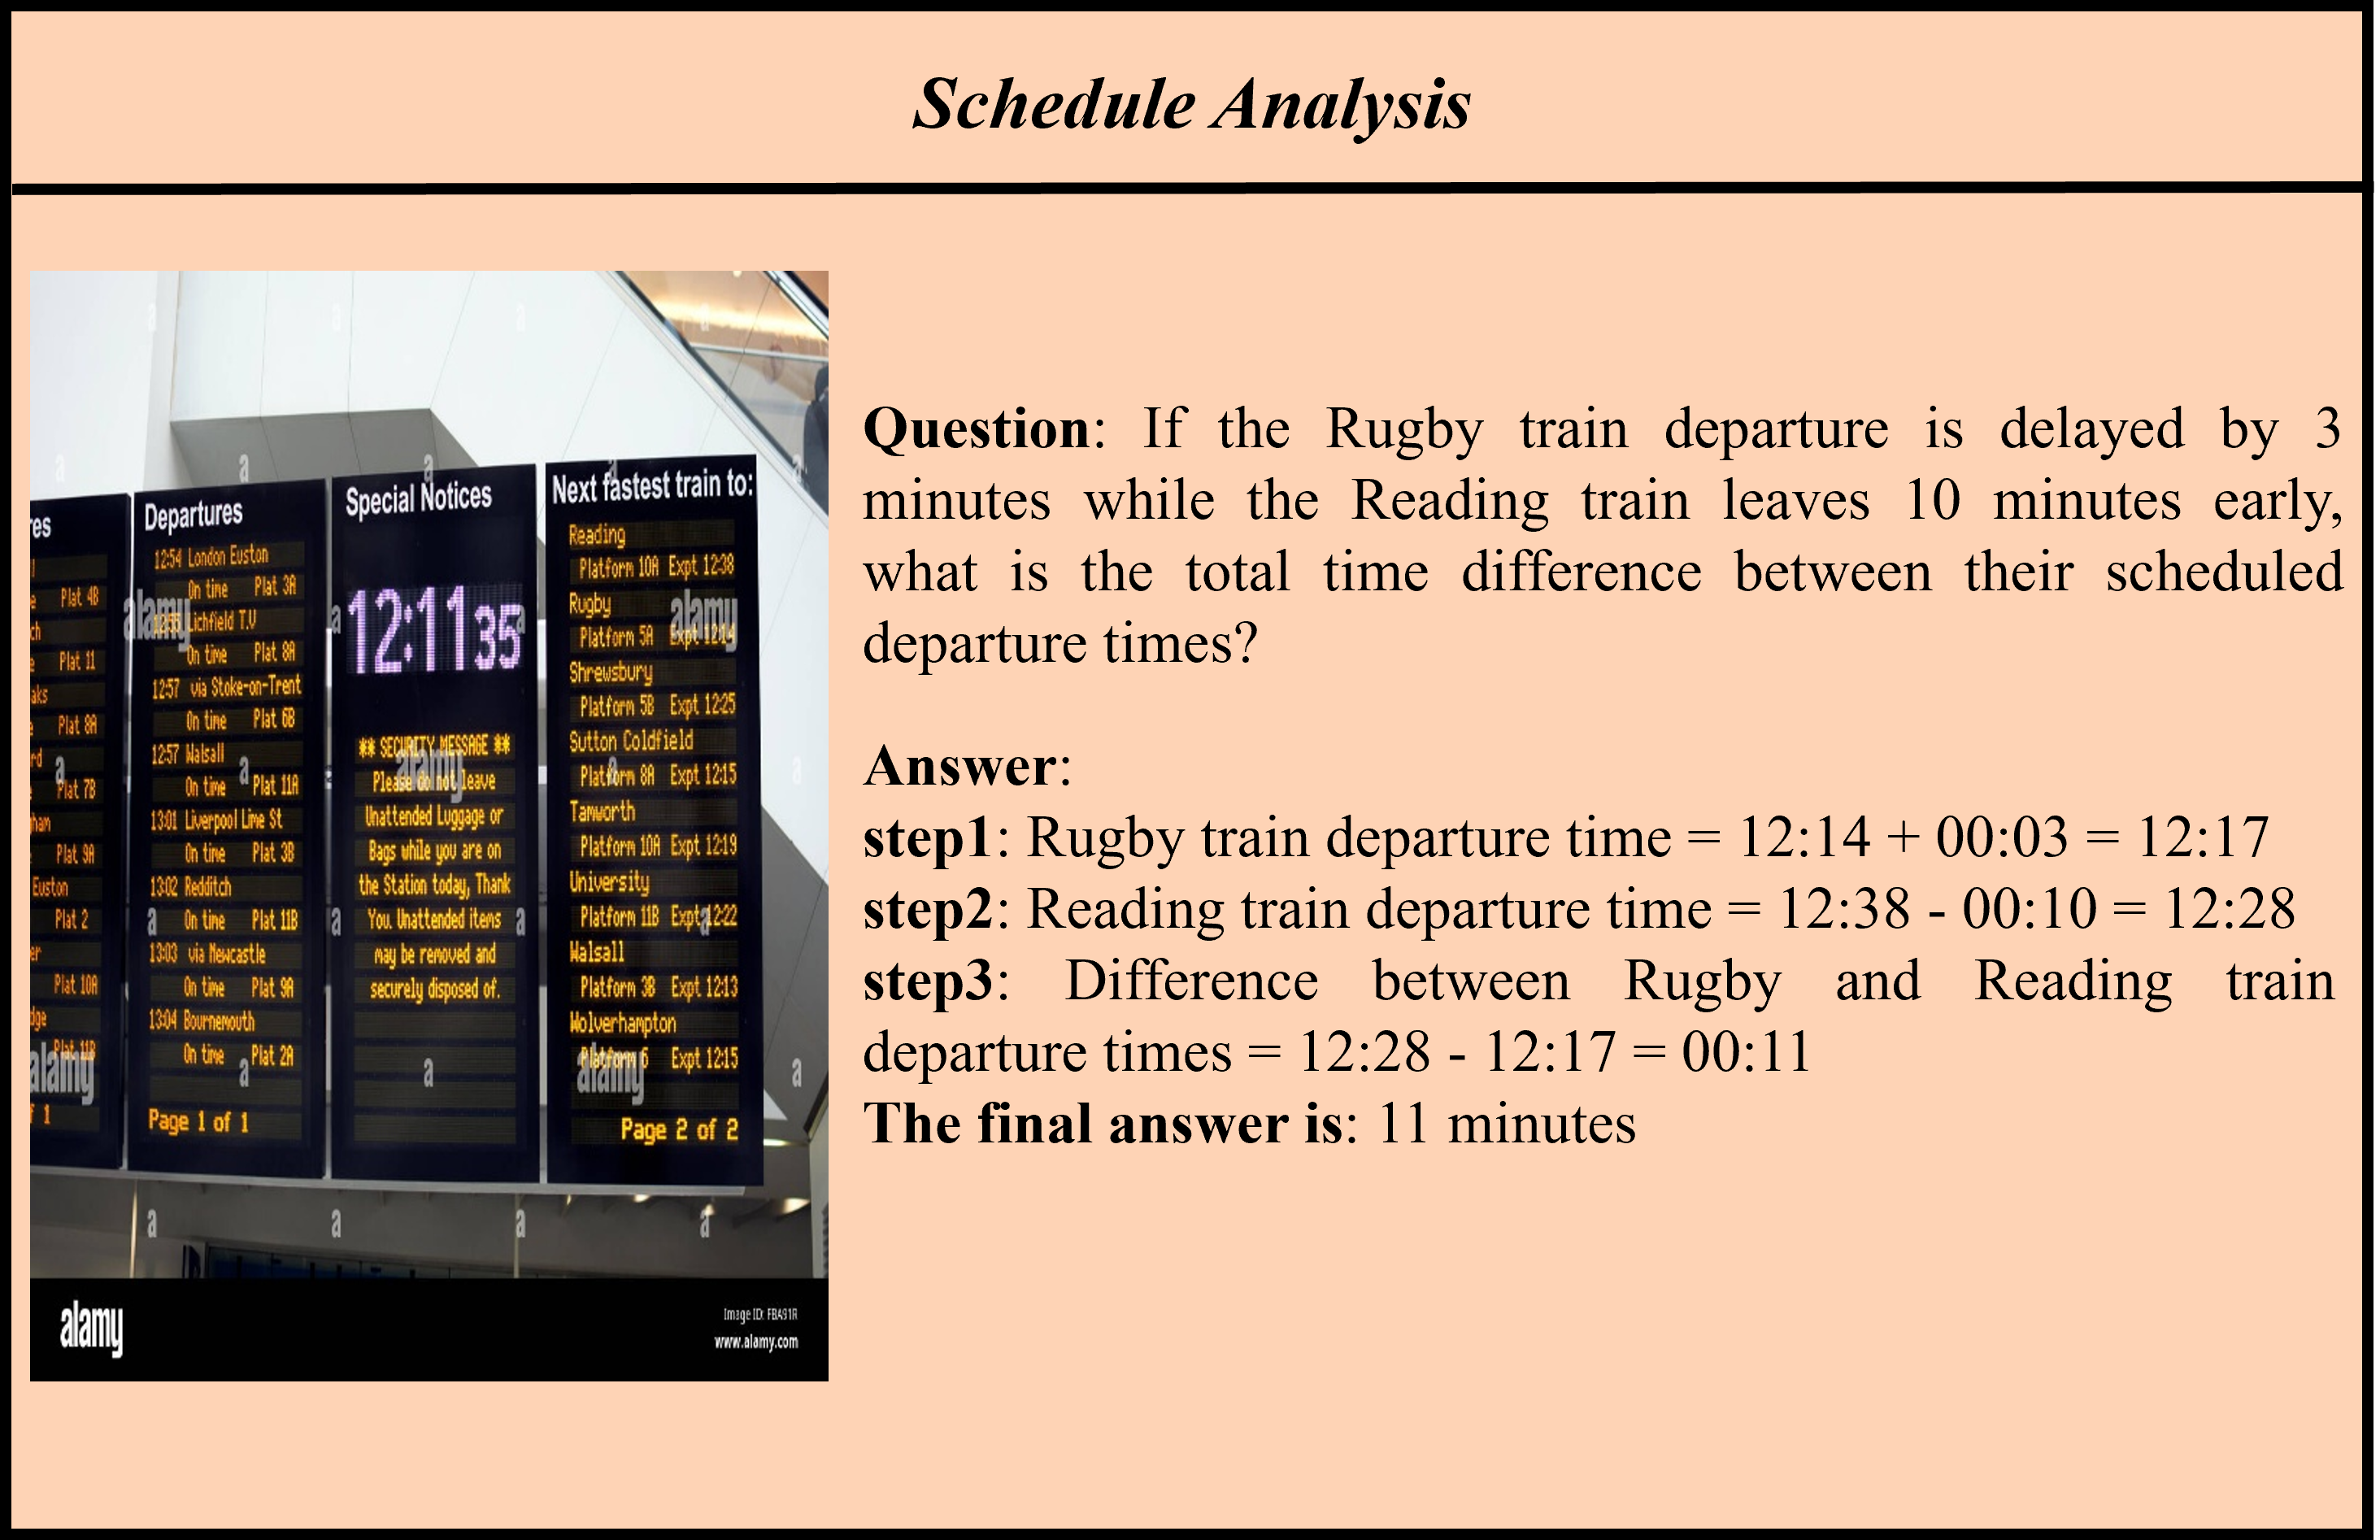 Schedule Analysis
res
Plat 4B
ch
Plat 11
aks
Plat 8A
rd
Plat 7B
ham
Plat 9A
Euston
Plat 2
er
Plat 10A
dge
Plat 11B
f 1
Departures
12:54 London Euston
On time Plat 3A
Lichfield T.V
On time Plat 8A
12:57 via Stoke-on-Trent
On time Plat 6B
12:57 Walsall
On time Plat 11A
13:01 Liverpool Lime St
On time Plat 3B
13:02 Redditch
On time Plat 11B
13:03 via Newcastle
On time Plat 9A
13:04 Bournemouth
On time Plat 2A
Page 1 of 1
Special Notices
12:11 35
** SECURITY MESSAGE **
Please do not leave
Unattended Luggage or
Bags while you are on
the Station today, Thank
You. Unattended items
may be removed and
securely disposed of.
Next fastest train to:
Reading
Platform 10A Expt 12:38
Rugby
Platform 5A Expt 12:14
Shrewsbury
Platform 5B Expt 12:25
Sutton Coldfield
Platform 8A Expt 12:15
Tamworth
Platform 10A Expt 12:19
University
Platform 11B Expt 12:22
Walsall
Platform 3B Expt 12:13
Wolverhampton
Platform 6 Expt 12:15
Page 2 of 2
alamy
Image ID: FBA91R
www.alamy.com
Question: If the Rugby train departure is delayed by 3
minutes while the Reading train leaves 10 minutes early,
what is the total time difference between their scheduled
departure times?
Answer:
step1: Rugby train departure time = 12:14 + 00:03 = 12:17
step2: Reading train departure time = 12:38 - 00:10 = 12:28
step3: Difference between Rugby and Reading train
departure times = 12:28 - 12:17 = 00:11
The final answer is: 11 minutes